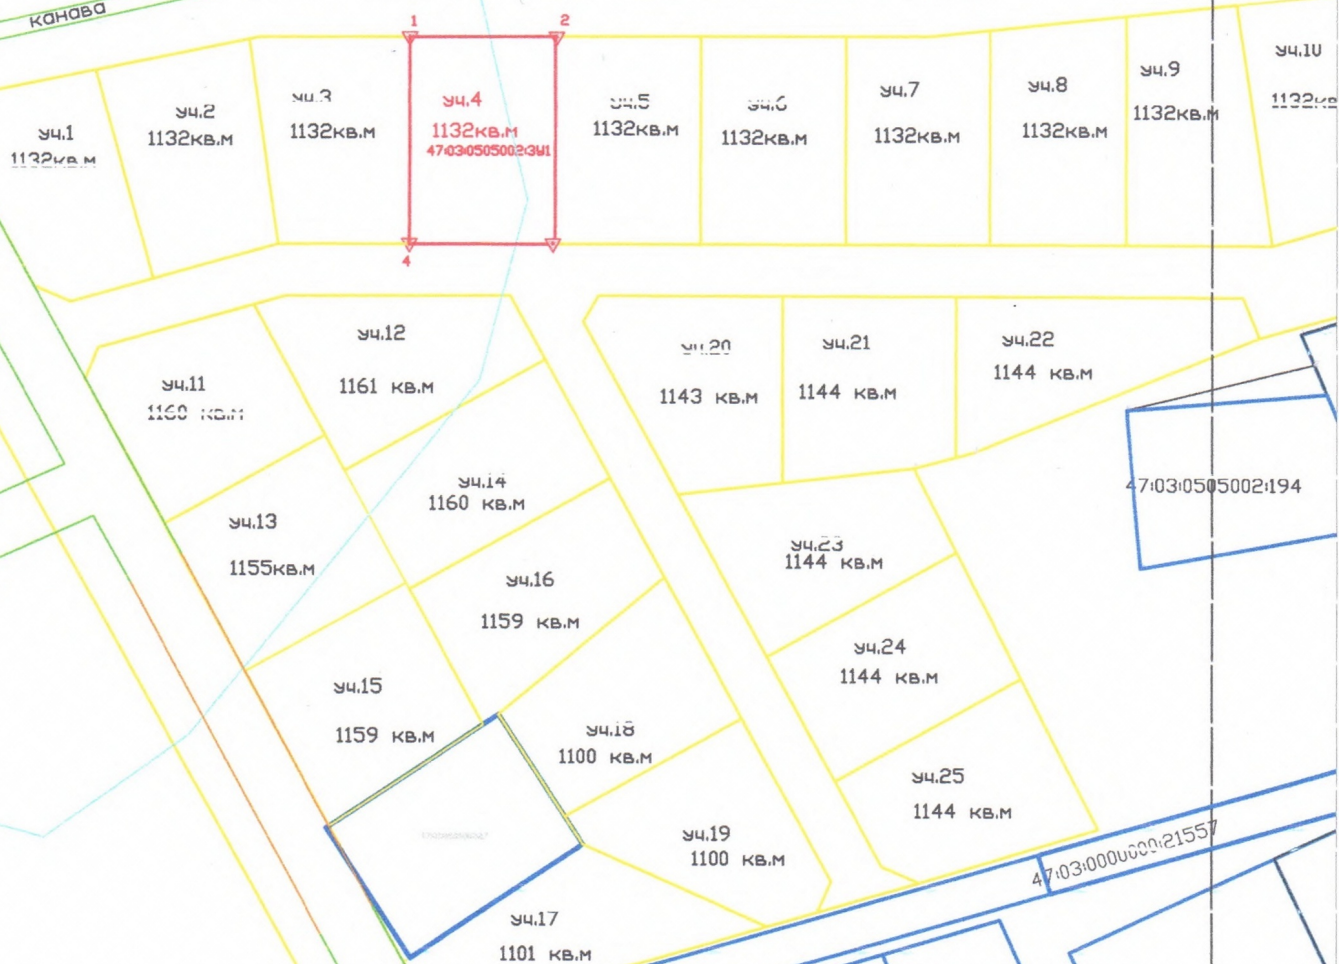 канава
1 2
уч.1
1132кв.м
уч.2
1132кв.м
уч.3
1132кв.м
уч.4
1132кв.м
47:03:0505002:ЗУ1
уч.5
1132кв.м
уч.6
1132кв.м
уч.7
1132кв.м
уч.8
1132кв.м
уч.9
1132кв.м
уч.10
1132кв
4
уч.11
1160 кв.м
уч.12
1161 кв.м
уч.20
1143 кв.м
уч.21
1144 кв.м
уч.22
1144 кв.м
уч.13
1155кв.м
уч.14
1160 кв.м
47:03:0505002:194
уч.23
1144 кв.м
уч.16
1159 кв.м
уч.24
1144 кв.м
уч.15
1159 кв.м
уч.18
1100 кв.м
уч.25
1144 кв.м
уч.19
1100 кв.м
47:03:0000000:21557
уч.17
1101 кв.м